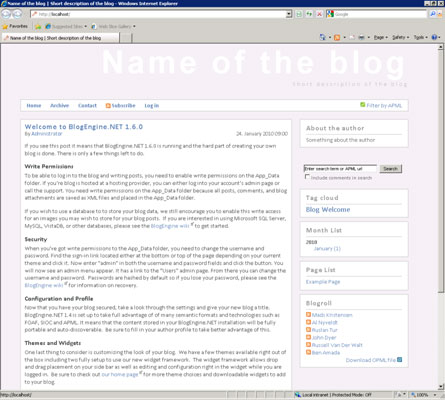 Name of the blog | Short description of the blog - Windows Internet Explorer
http://localhost/
Google
Favorites Suggested Sites Web Slice Gallery
Name of the blog | Short description of the blog
Page Safety Tools
Name of the blog
Short description of the blog
Home Archive Contact Subscribe Log in
Filter by APML
Welcome to BlogEngine.NET 1.6.0
By Administrator 24. January 2010 09:00
If you see this post it means that BlogEngine.NET 1.6.0 is running and the hard part of creating your own
blog is done. There is only a few things left to do.
Write Permissions
To be able to log in to the blog and writing posts, you need to enable write permissions on the App_Data
folder. If you're blog is hosted at a hosting provider, you can either log into your account's admin page or
call the support. You need write permissions on the App_Data folder because all posts, comments, and blog
attachments are saved as XML files and placed in the App_Data folder.
If you wish to use a database to to store your blog data, we still encourage you to enable this write access
for an images you may wish to store for your blog posts. If you are interested in using Microsoft SQL Server,
MySQL, VistaDB, or other databases, please see the BlogEngine wiki to get started.
Security
When you've got write permissions to the App_Data folder, you need to change the username and
password. Find the sign-in link located either at the bottom or top of the page depending on your current
theme and click it. Now enter "admin" in both the username and password fields and click the button. You
will now see an admin menu appear. It has a link to the "Users" admin page. From there you can change the
username and password. Passwords are hashed by default so if you lose your password, please see the
BlogEngine wiki for information on recovery.
Configuration and Profile
Now that you have your blog secured, take a look through the settings and give your new blog a title.
BlogEngine.NET 1.4 is set up to take full advantage of of many semantic formats and technologies such as
FOAF, SIOC and APML. It means that the content stored in your BlogEngine.NET installation will be fully
portable and auto-discoverable. Be sure to fill in your author profile to take better advantage of this.
Themes and Widgets
One last thing to consider is customizing the look of your blog. We have a few themes available right out of
the box including two fully setup to use our new widget framework. The widget framework allows drop
and drag placement on your side bar as well as editing and configuration right in the widget while you are
logged in. Be sure to check out our home page for more theme choices and downloadable widgets to add
to your blog.
About the author
Something about the author
Enter search term or APML url Search
Include comments in search
Tag cloud
Blog Welcome
Month List
2010
January (1)
Page List
Example Page
Blogroll
Mads Kristensen
Al Nyveldt
Ruslan Tur
John Dyer
Russell Van Der Walt
Ben Amada
Download OPML file
http://localhost/ Local intranet | Protected Mode: Off 100%